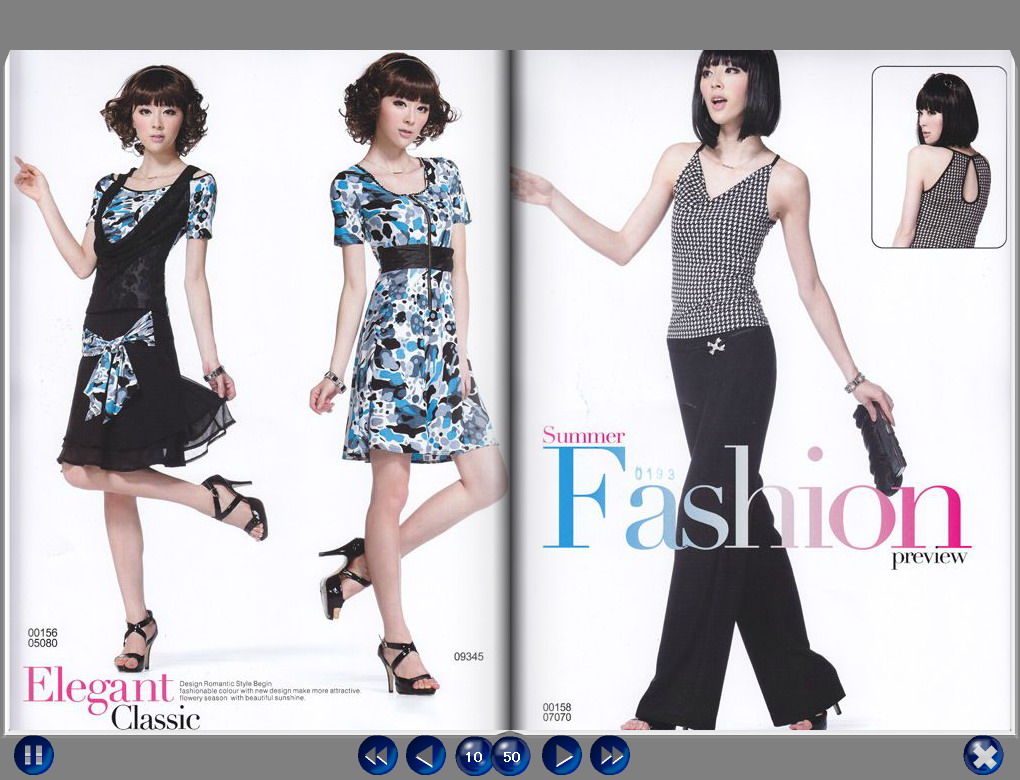 00156
05080
Elegant
Classic
Design Romantic Style Begin
fashionable colour with new design make more attractive.
flowery season with beautiful sunshine.
09345
Summer
Fashion
0193
preview
00158
07070
10
50